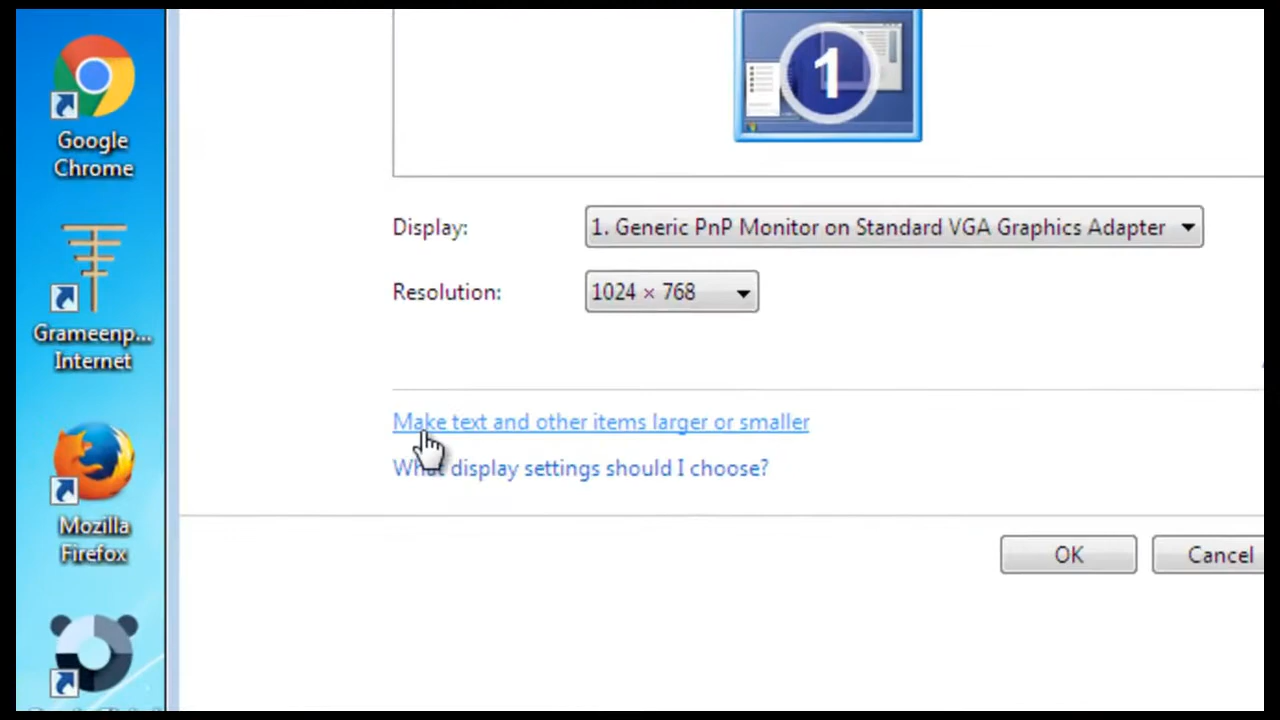 Google
Chrome
Grameenp...
Internet
Mozilla
Firefox
1
Display:
1. Generic PnP Monitor on Standard VGA Graphics Adapter
Resolution:
1024 × 768
Make text and other items larger or smaller
What display settings should I choose?
OK
Cancel